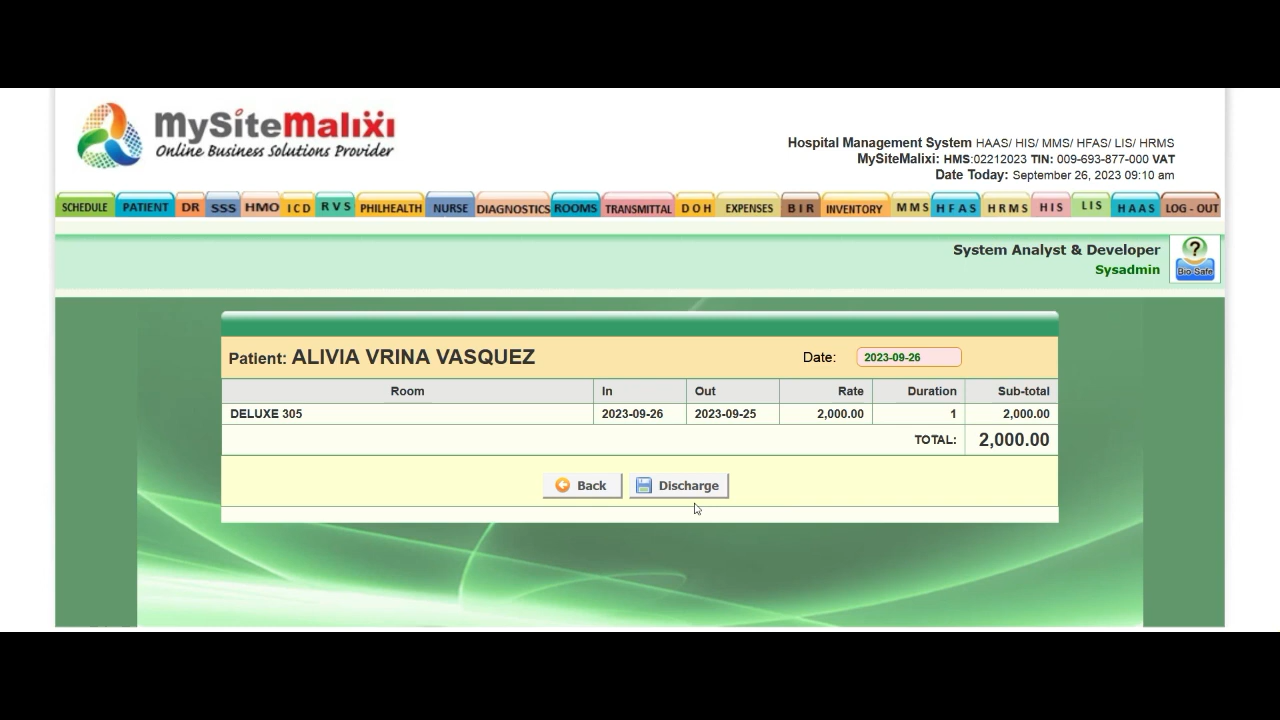 MySiteMalixi
Online Business Solutions Provider
Hospital Management System HAAS/ HIS/ MMS/ HFAS/ LIS/ HRMS
MySiteMalixi: HMS:02212023 TIN: 009-693-877-000 VAT
Date Today: September 26, 2023 09:10 am
SCHEDULE PATIENT DR SSS HMO ICD RVS PHILHEALTH NURSE DIAGNOSTICS ROOMS TRANSMITTAL DOH EXPENSES BIR INVENTORY MMS HFAS HRMS HIS LIS HAAS LOG - OUT
System Analyst & Developer
Sysadmin
? Bio-Safe
Patient: ALIVIA VRINA VASQUEZ Date: 2023-09-26
Room In Out Rate Duration Sub-total
DELUXE 305 2023-09-26 2023-09-25 2,000.00 1 2,000.00
TOTAL: 2,000.00
Back Discharge